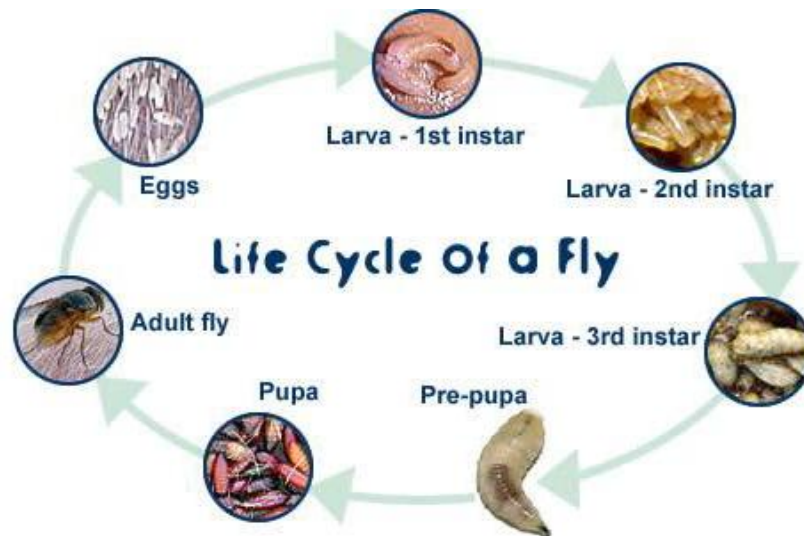 Larva - 1st instar
Eggs
Larva - 2nd instar
Life Cycle Of a Fly
Adult fly
Larva - 3rd instar
Pupa
Pre-pupa